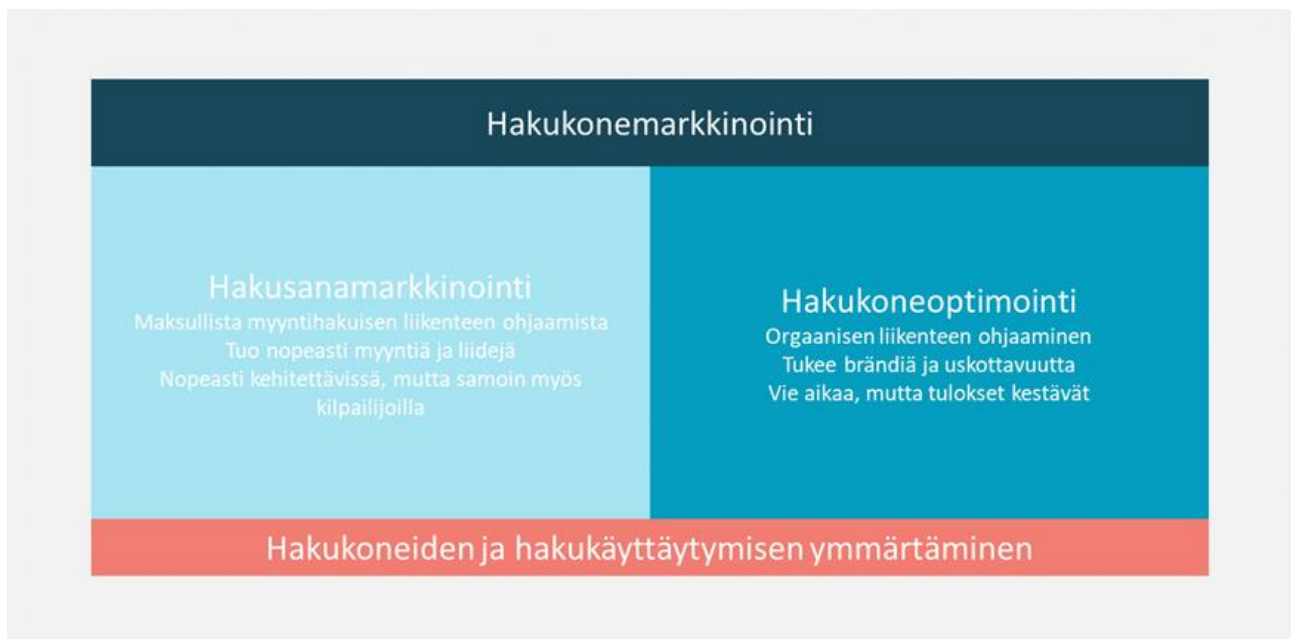 Hakukonemarkkinointi
Hakusanamarkkinointi
Maksullista myyntihakuisen liikenteen ohjaamista
Tuo nopeasti myyntiä ja liidejä
Nopeasti kehitettävissä, mutta samoin myös
kilpailijoilla
Hakukoneoptimointi
Orgaanisen liikenteen ohjaaminen
Tukee brändiä ja uskottavuutta
Vie aikaa, mutta tulokset kestävät
Hakukoneiden ja hakukäyttäytymisen ymmärtäminen